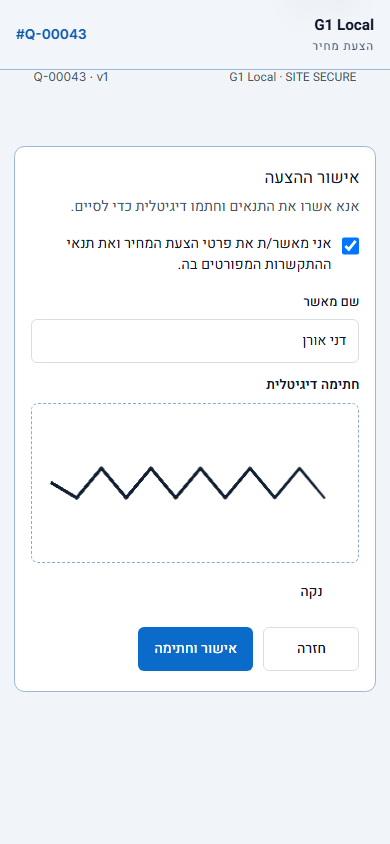 G1 Local
הצעת מחיר
#Q-00043
G1 Local · SITE SECURE
Q-00043 · v1
אישור ההצעה
אנא אשרו את התנאים וחתמו דיגיטלית כדי לסיים.
אני מאשר/ת את פרטי הצעת המחיר ואת תנאי
ההתקשרות המפורטים בה.
שם מאשר
דני אורן
חתימה דיגיטלית
נקה
חזרה
אישור וחתימה